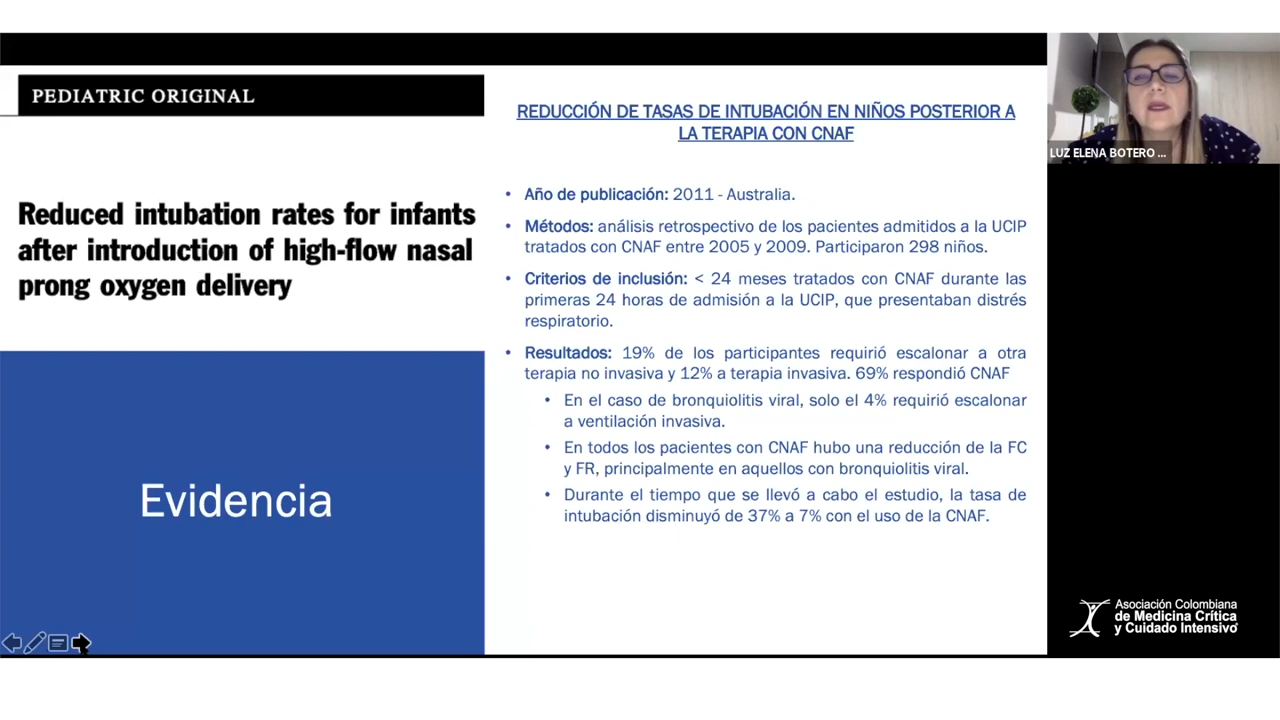 PEDIATRIC ORIGINAL
Reduced intubation rates for infants
after introduction of high-flow nasal
prong oxygen delivery
Evidencia
REDUCCIÓN DE TASAS DE INTUBACIÓN EN NIÑOS POSTERIOR A
LA TERAPIA CON CNAF
• Año de publicación: 2011 - Australia.
• Métodos: análisis retrospectivo de los pacientes admitidos a la UCIP
tratados con CNAF entre 2005 y 2009. Participaron 298 niños.
• Criterios de inclusión: < 24 meses tratados con CNAF durante las
primeras 24 horas de admisión a la UCIP, que presentaban distrés
respiratorio.
• Resultados: 19% de los participantes requirió escalonar a otra
terapia no invasiva y 12% a terapia invasiva. 69% respondió CNAF
• En el caso de bronquiolitis viral, solo el 4% requirió escalonar
a ventilación invasiva.
• En todos los pacientes con CNAF hubo una reducción de la FC
y FR, principalmente en aquellos con bronquiolitis viral.
• Durante el tiempo que se llevó a cabo el estudio, la tasa de
intubación disminuyó de 37% a 7% con el uso de la CNAF.
LUZ ELENA BOTERO ...
Asociación Colombiana
de Medicina Crítica
y Cuidado Intensivo